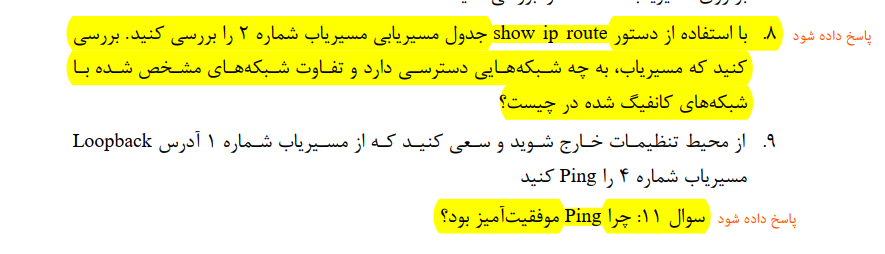 ۸. با استفاده از دستور show ip route جدول مسیریابی مسیریاب شماره ۲ را بررسی کنید. بررسی پاسخ داده شود
کنید که مسیریاب، به چه شبکه‌هایی دسترسی دارد و تفاوت شبکه‌های مشخص شده با
شبکه‌های کانفیگ شده در چیست؟
۹. از محیط تنظیمات خارج شوید و سعی کنید که از مسیریاب شماره ۱ آدرس Loopback
مسیریاب شماره ۴ را Ping کنید
سوال ۱۱: چرا Ping موفقیت‌آمیز بود؟ پاسخ داده شود